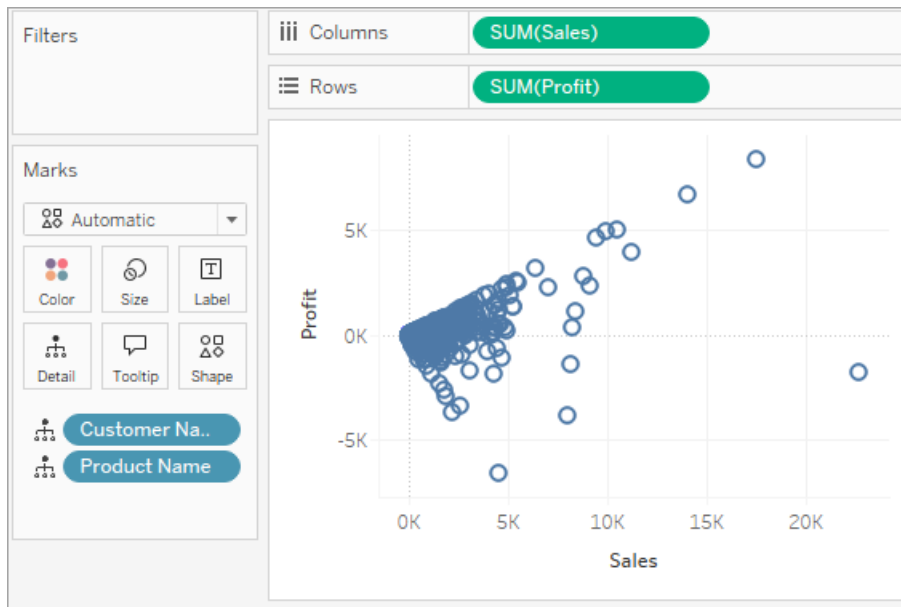 Filters
Columns
SUM(Sales)
Rows
SUM(Profit)
Marks
Automatic
Color
Size
T
Label
Detail
Tooltip
Shape
Customer Na..
Product Name
Profit
5K
0K
-5K
0K
5K
10K
15K
20K
Sales